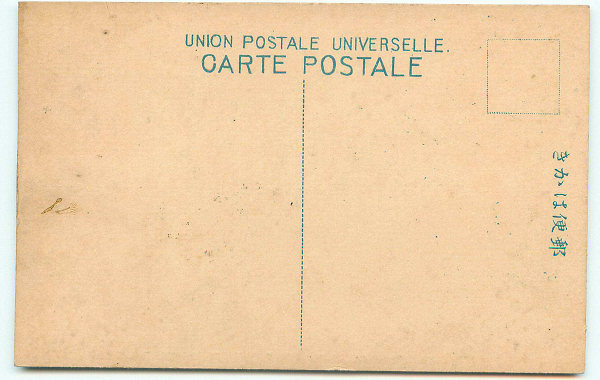 UNION POSTALE UNIVERSELLE.
CARTE POSTALE
きかは便郵